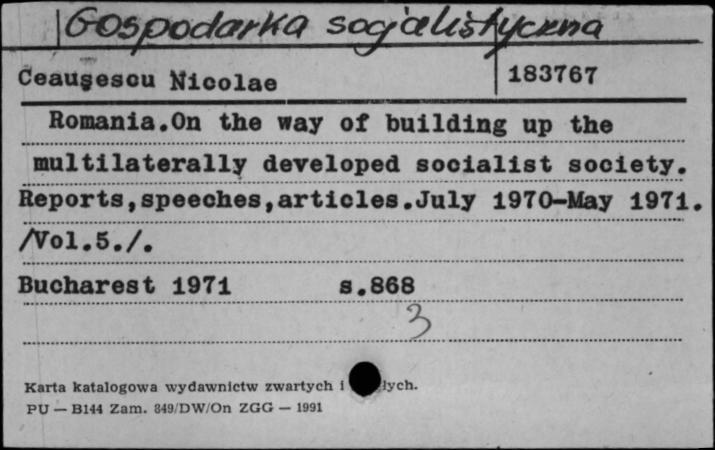 Gospodarka socjalistyczna
Ceauşescu Nicolae 183767
Romania.On the way of building up the
multilaterally developed socialist society.
Reports,speeches,articles.July 1970-May 1971.
/Vol.5./.
Bucharest 1971 s.868
3
Karta katalogowa wydawnictw zwartych i łych.
PU — B144 Zam. 849/DW/On ZGG — 1991